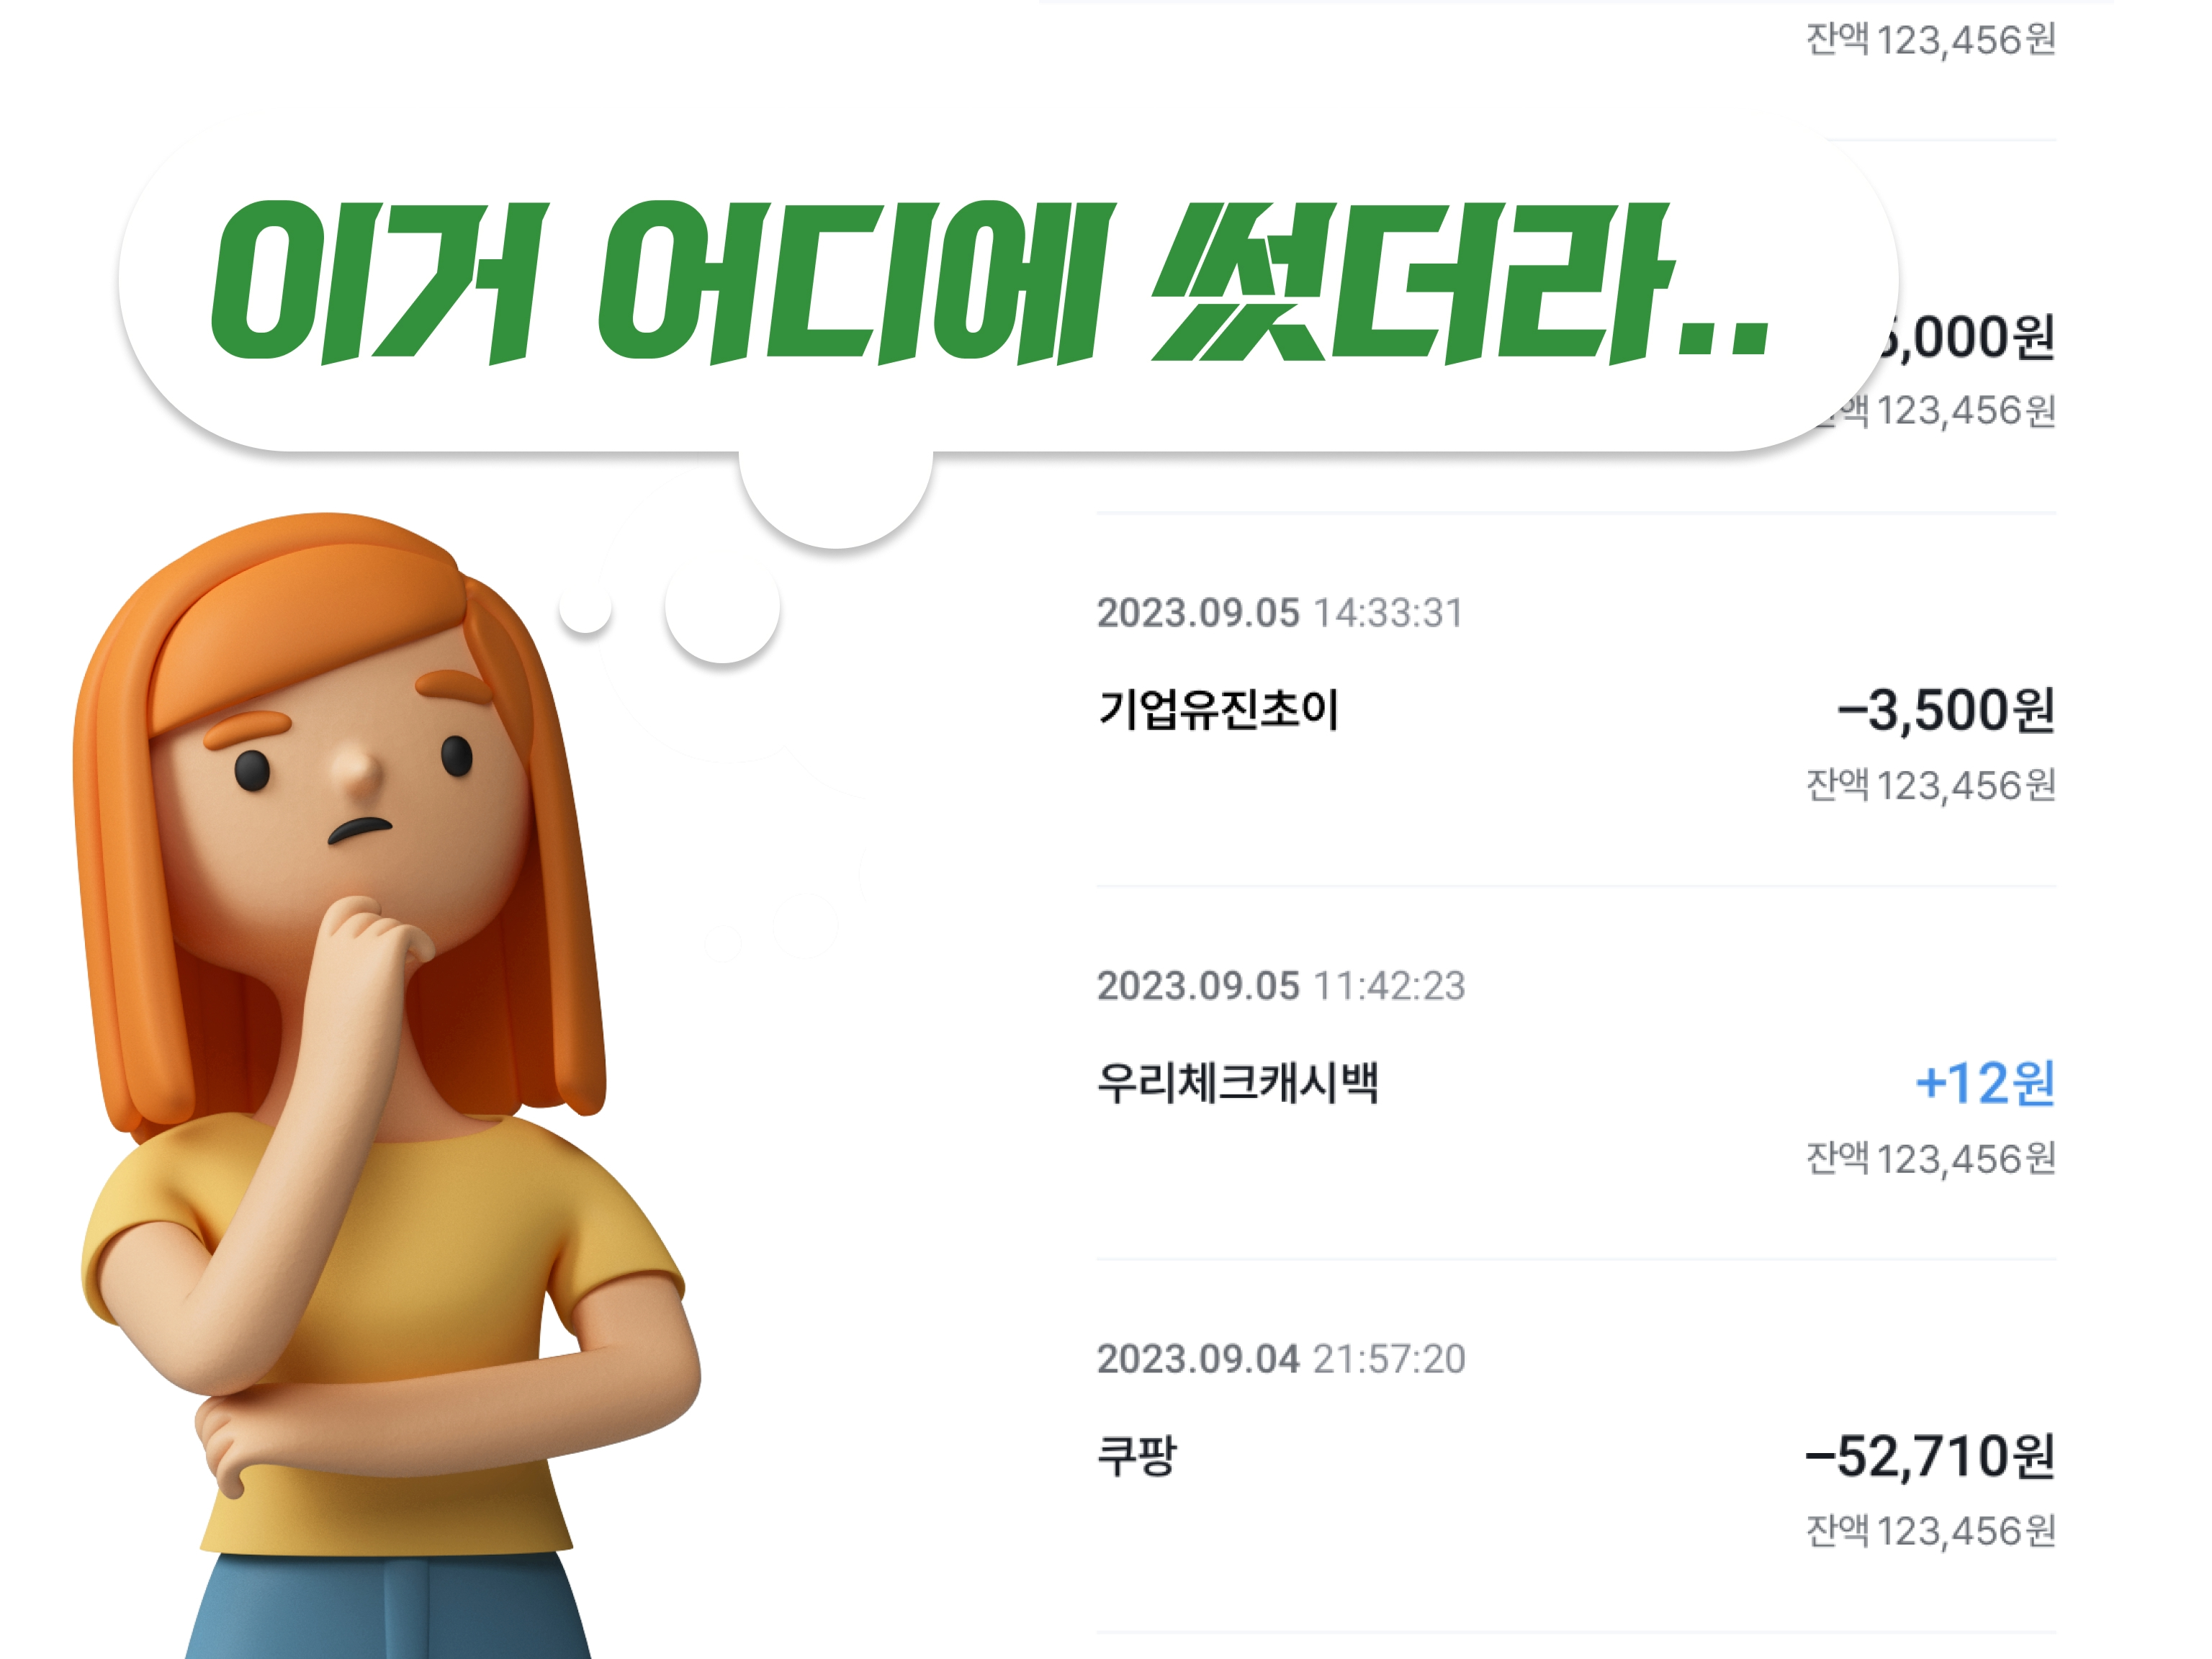 잔액 123,456원
이거 어디에 썼더라..
,000원
잔액 123,456원
2023.09.05 14:33:31
기업유진초이
−3,500원
잔액 123,456원
2023.09.05 11:42:23
우리체크캐시백
+12원
잔액 123,456원
2023.09.04 21:57:20
쿠팡
−52,710원
잔액 123,456원